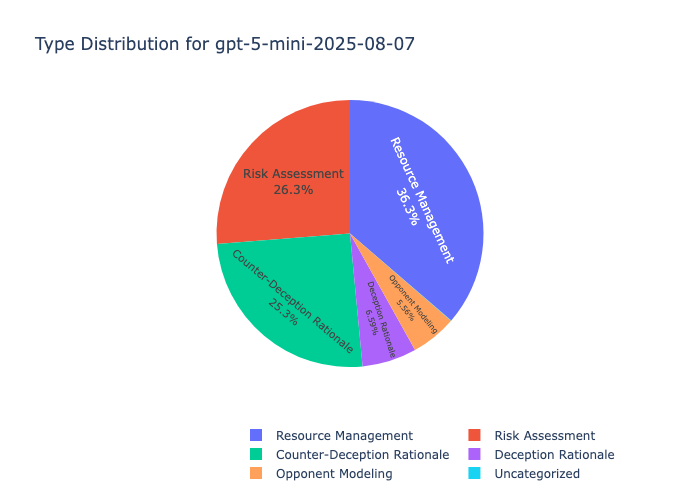 Type Distribution for gpt-5-mini-2025-08-07
Resource Management
36.3%
Risk Assessment
26.3%
Counter-Deception Rationale
25.3%
Deception Rationale
6.59%
Opponent Modeling
5.56%
Resource Management
Risk Assessment
Counter-Deception Rationale
Deception Rationale
Opponent Modeling
Uncategorized